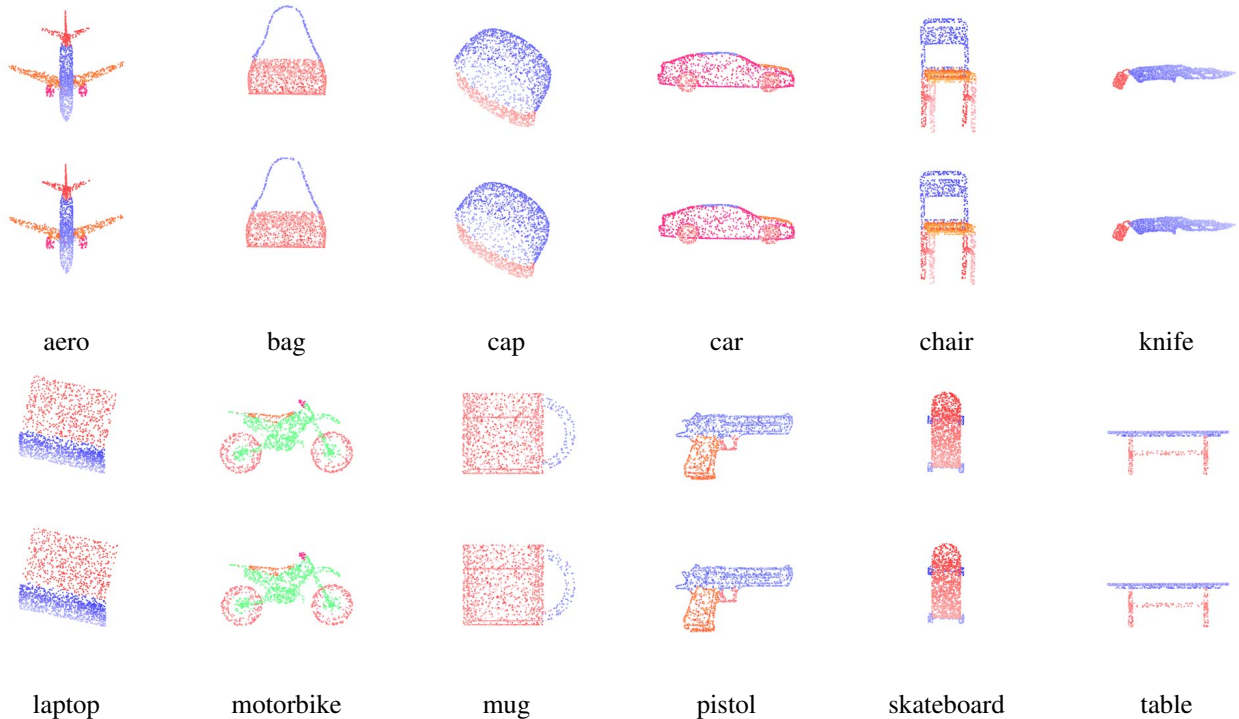 aero bag cap car chair knife
laptop motorbike mug pistol skateboard table